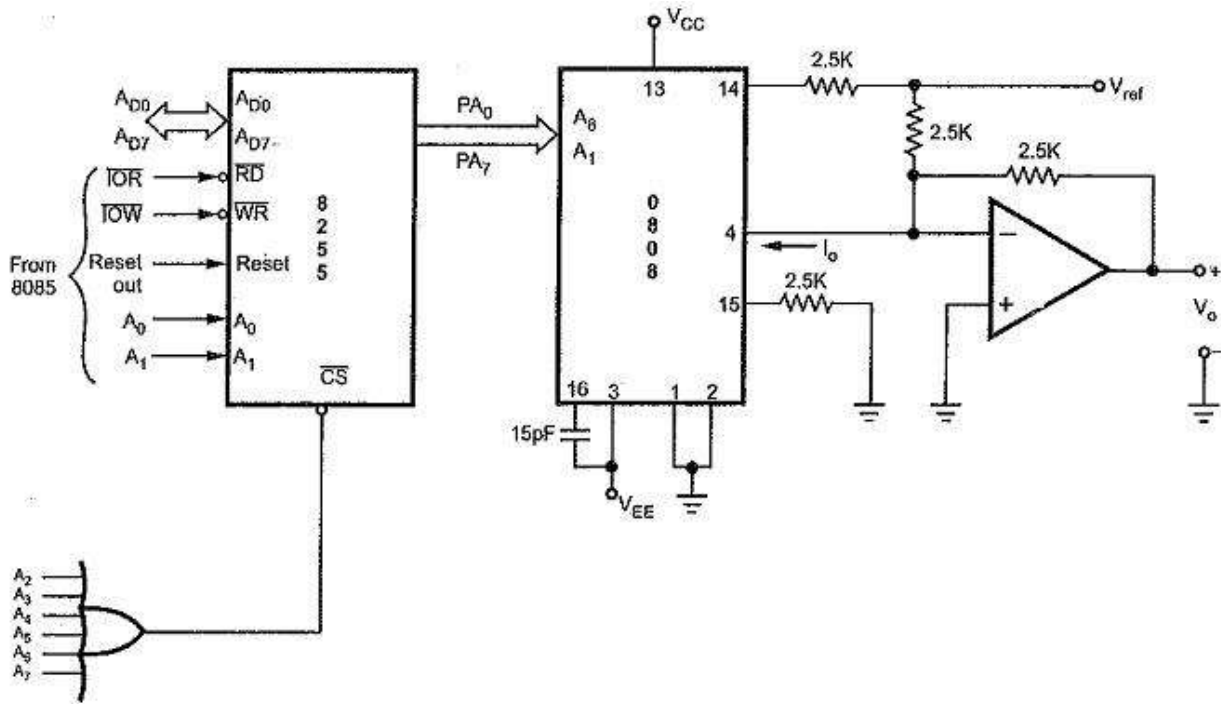 V_CC
13
14
2.5K
V_ref
2.5K
2.5K
A_D0
A_D7
A_D0
A_D7
PA_0
PA_7
A_8
A_1
IOR
RD
IOW
WR
Reset
out
Reset
From
8085
A_0
A_0
A_1
A_1
CS
8
2
5
5
0
8
0
8
4
I_o
15
2.5K
−
+
+
V_o
−
16
3
1
2
15pF
V_EE
A_2
A_3
A_4
A_5
A_6
A_7